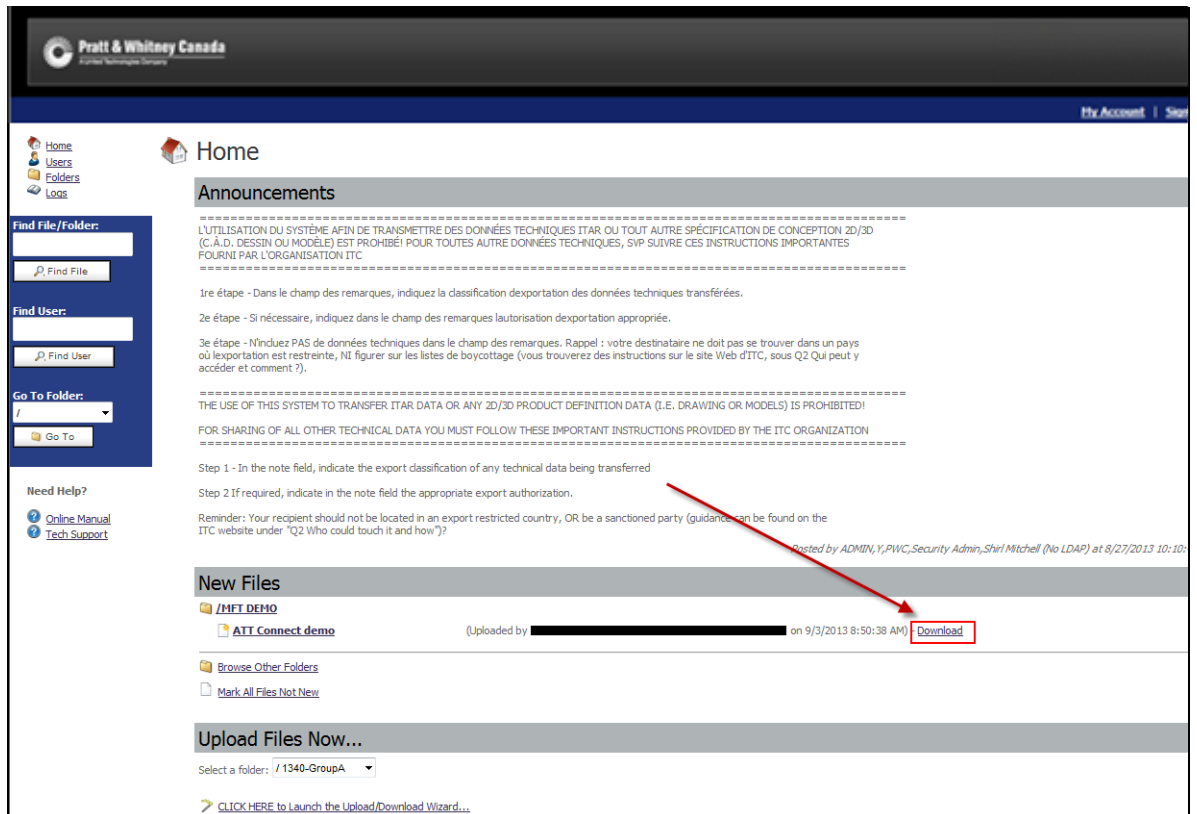 Pratt & Whitney Canada
A United Technologies Company
My Account | Sign
Home
Users
Folders
Logs
Find File/Folder:
Find File
Find User:
Find User
Go To Folder:
/
Go To
Need Help?
Online Manual
Tech Support
Home
Announcements
===========================================================================================
L'UTILISATION DU SYSTÈME AFIN DE TRANSMETTRE DES DONNÉES TECHNIQUES ITAR OU TOUT AUTRE SPÉCIFICATION DE CONCEPTION 2D/3D
(C.À.D. DESSIN OU MODÈLE) EST PROHIBÉ! POUR TOUTES AUTRE DONNÉES TECHNIQUES, SVP SUIVRE CES INSTRUCTIONS IMPORTANTES
FOURNI PAR L'ORGANISATION ITC
===========================================================================================
1re étape - Dans le champ des remarques, indiquez la classification dexportation des données techniques transférées.
2e étape - Si nécessaire, indiquez dans le champ des remarques lautorisation dexportation appropriée.
3e étape - N'incluez PAS de données techniques dans le champ des remarques. Rappel : votre destinataire ne doit pas se trouver dans un pays
où lexportation est restreinte, NI figurer sur les listes de boycottage (vous trouverez des instructions sur le site Web d'ITC, sous Q2 Qui peut y
accéder et comment ?).
===========================================================================================
THE USE OF THIS SYSTEM TO TRANSFER ITAR DATA OR ANY 2D/3D PRODUCT DEFINITION DATA (I.E. DRAWING OR MODELS) IS PROHIBITED!
FOR SHARING OF ALL OTHER TECHNICAL DATA YOU MUST FOLLOW THESE IMPORTANT INSTRUCTIONS PROVIDED BY THE ITC ORGANIZATION
===========================================================================================
Step 1 - In the note field, indicate the export classification of any technical data being transferred
Step 2 If required, indicate in the note field the appropriate export authorization.
Reminder: Your recipient should not be located in an export restricted country, OR be a sanctioned party (guidance can be found on the
ITC website under "Q2 Who could touch it and how")?
Posted by ADMIN,Y,PWC,Security Admin,Shirl Mitchell (No LDAP) at 8/27/2013 10:10:
New Files
/MFT DEMO
ATT Connect demo (Uploaded by on 9/3/2013 8:50:38 AM) - Download
Browse Other Folders
Mark All Files Not New
Upload Files Now...
Select a folder: / 1340-GroupA
CLICK HERE to Launch the Upload/Download Wizard...